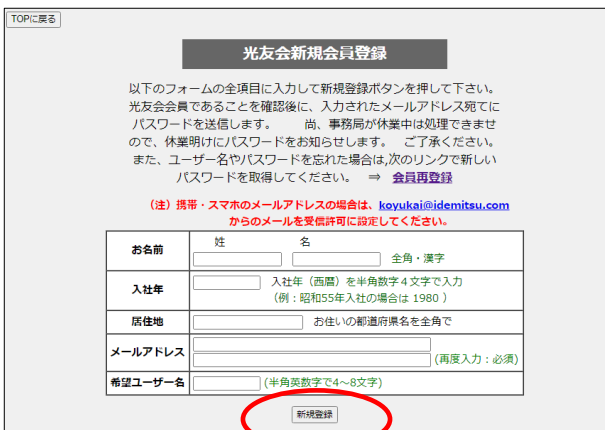 TOPに戻る
光友会新規会員登録
以下のフォームの全項目に入力して新規登録ボタンを押して下さい。
光友会会員であることを確認後に、入力されたメールアドレス宛てに
パスワードを送信します。 尚、事務局が休業中は処理できませ
ので、休業明けにパスワードをお知らせします。 ご了承ください。
また、ユーザー名やパスワードを忘れた場合は,次のリンクで新しい
パスワードを取得してください。 ⇒ 会員再登録
(注)携帯・スマホのメールアドレスの場合は、koyukai@idemitsu.com
からのメールを受信許可に設定してください。
お名前 姓 名
全角・漢字
入社年 入社年(西暦)を半角数字４文字で入力
(例：昭和55年入社の場合は 1980 )
居住地 お住いの都道府県名を全角で
メールアドレス
(再度入力：必須)
希望ユーザー名 (半角英数字で4～8文字)
新規登録